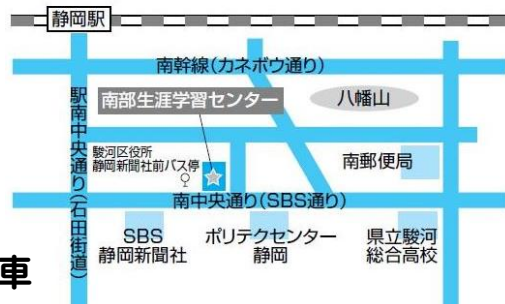 静岡駅
南幹線(カネボウ通り)
南部生涯学習センター
八幡山
駅南中央通り(石田街道)
駿河区役所
静岡新聞社前バス停
南郵便局
南中央通り(SBS通り)
SBS
静岡新聞社
ポリテクセンター
静岡
県立駿河
総合高校
車